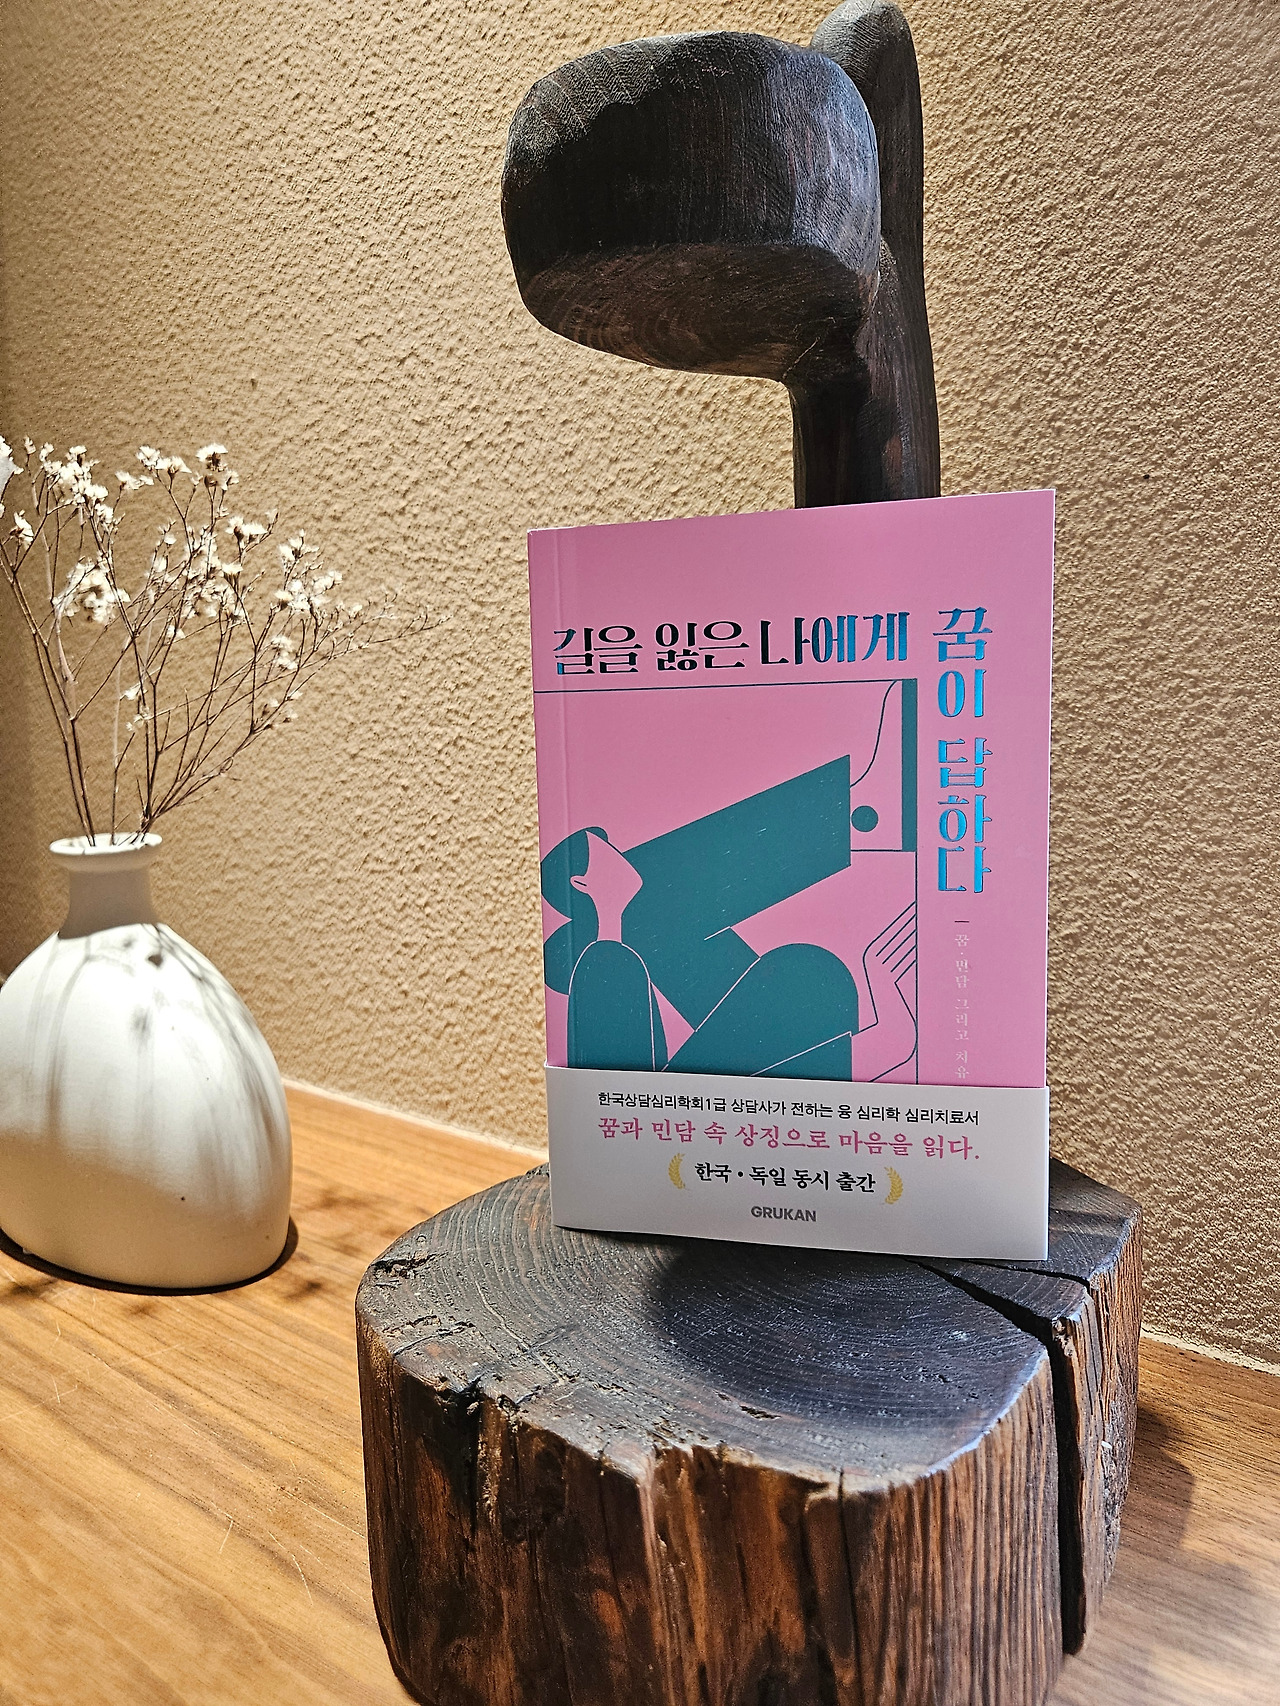 길을 잃은 나에게
꿈이 답하다
— 꿈·민담 그리고 치유
한국상담심리학회1급 상담사가 전하는 융 심리학 심리치료서
꿈과 민담 속 상징으로 마음을 읽다.
한국·독일 동시 출간
GRUKAN